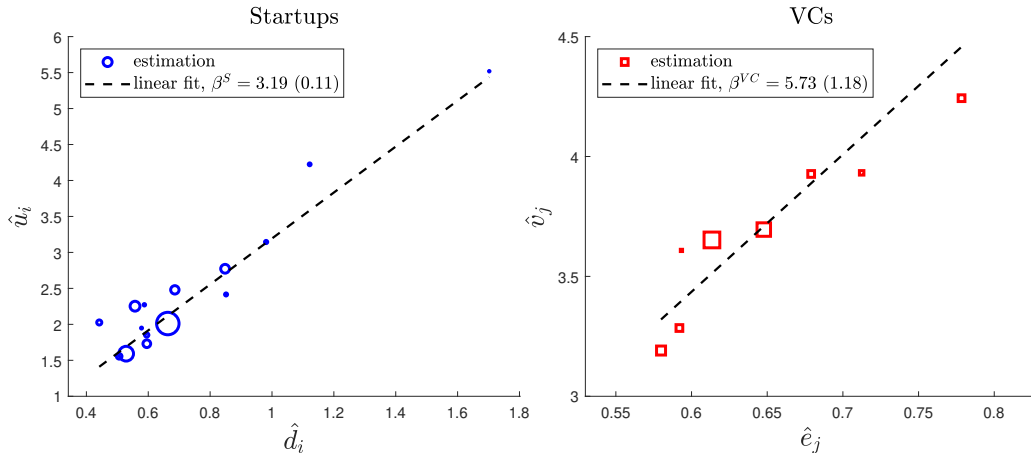 Startups
6
5.5
5
4.5
4
3.5
3
2.5
2
1.5
1
0.4
0.6
0.8
1
1.2
1.4
1.6
1.8
estimation
linear fit, β^S = 3.19 (0.11)
û_i
d̂_i
VCs
4.5
4
3.5
3
0.55
0.6
0.65
0.7
0.75
0.8
estimation
linear fit, β^{VC} = 5.73 (1.18)
v̂_j
ê_j